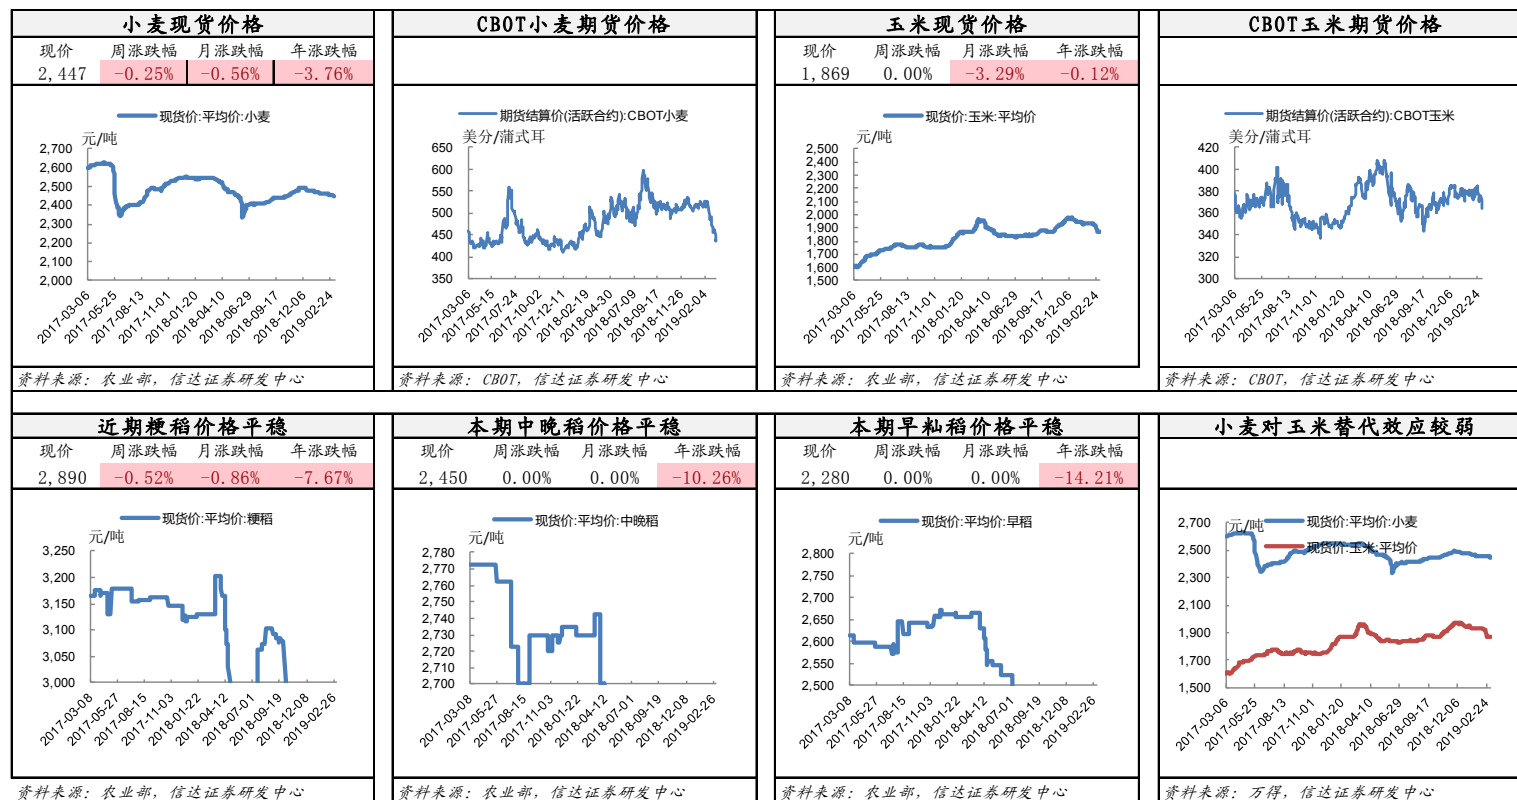 小麦现货价格
现价 周涨跌幅 月涨跌幅 年涨跌幅
2,447 -0.25% -0.56% -3.76%
现货价:平均价:小麦
元/吨
2,700
2,600
2,500
2,400
2,300
2,200
2,100
2,000
2017-03-06 2017-05-25 2017-08-13 2017-11-01 2018-01-20 2018-04-10 2018-06-29 2018-09-17 2018-12-06 2019-02-24
资料来源：农业部，信达证券研发中心
CBOT小麦期货价格
期货结算价(活跃合约):CBOT小麦
美分/蒲式耳
650
600
550
500
450
400
350
2017-03-06 2017-05-15 2017-07-24 2017-10-02 2017-12-11 2018-02-19 2018-04-30 2018-07-09 2018-09-17 2018-11-26 2019-02-04
资料来源：CBOT，信达证券研发中心
玉米现货价格
现价 周涨跌幅 月涨跌幅 年涨跌幅
1,869 0.00% -3.29% -0.12%
现货价:玉米:平均价
元/吨
2,500
2,400
2,300
2,200
2,100
2,000
1,900
1,800
1,700
1,600
1,500
2017-03-06 2017-05-25 2017-08-13 2017-11-01 2018-01-20 2018-04-10 2018-06-29 2018-09-17 2018-12-06 2019-02-24
资料来源：农业部，信达证券研发中心
CBOT玉米期货价格
期货结算价(活跃合约):CBOT玉米
美分/蒲式耳
420
400
380
360
340
320
300
2017-03-06 2017-05-25 2017-08-13 2017-11-01 2018-01-20 2018-04-10 2018-06-29 2018-09-17 2018-12-06 2019-02-24
资料来源：CBOT，信达证券研发中心
近期粳稻价格平稳
现价 周涨跌幅 月涨跌幅 年涨跌幅
2,890 -0.52% -0.86% -7.67%
现货价:平均价:粳稻
元/吨
3,250
3,200
3,150
3,100
3,050
3,000
2017-03-08 2017-05-27 2017-08-15 2017-11-03 2018-01-22 2018-04-12 2018-07-01 2018-09-19 2018-12-08 2019-02-26
资料来源：农业部，信达证券研发中心
本期中晚稻价格平稳
现价 周涨跌幅 月涨跌幅 年涨跌幅
2,450 0.00% 0.00% -10.26%
现货价:平均价:中晚稻
元/吨
2,780
2,770
2,760
2,750
2,740
2,730
2,720
2,710
2,700
2017-03-08 2017-05-27 2017-08-15 2017-11-03 2018-01-22 2018-04-12 2018-07-01 2018-09-19 2018-12-08 2019-02-26
资料来源：农业部，信达证券研发中心
本期早籼稻价格平稳
现价 周涨跌幅 月涨跌幅 年涨跌幅
2,280 0.00% 0.00% -14.21%
现货价:平均价:早稻
元/吨
2,800
2,750
2,700
2,650
2,600
2,550
2,500
2017-03-08 2017-05-27 2017-08-15 2017-11-03 2018-01-22 2018-04-12 2018-07-01 2018-09-19 2018-12-08 2019-02-26
资料来源：农业部，信达证券研发中心
小麦对玉米替代效应较弱
元/吨
现货价:平均价:小麦
现货价:玉米:平均价
2,700
2,500
2,300
2,100
1,900
1,700
1,500
2017-03-06 2017-05-25 2017-08-13 2017-11-01 2018-01-20 2018-04-10 2018-06-29 2018-09-17 2018-12-06 2019-02-24
资料来源：万得，信达证券研发中心